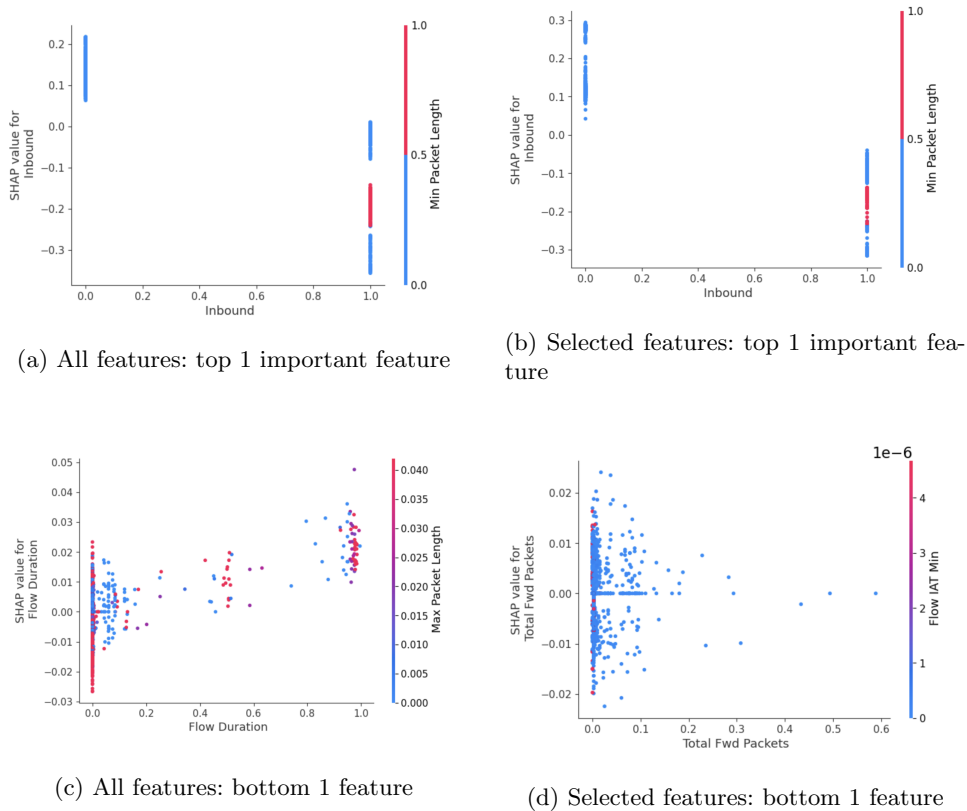 0.2
0.1
0.0
−0.1
−0.2
−0.3
SHAP value for
Inbound
0.0 0.2 0.4 0.6 0.8 1.0
Inbound
1.0
0.5
0.0
Min Packet Length
(a) All features: top 1 important feature
0.3
0.2
0.1
0.0
−0.1
−0.2
−0.3
SHAP value for
Inbound
0.0 0.2 0.4 0.6 0.8 1.0
Inbound
1.0
0.5
0.0
Min Packet Length
(b) Selected features: top 1 important fea-
ture
0.05
0.04
0.03
0.02
0.01
0.00
−0.01
−0.02
−0.03
SHAP value for
Flow Duration
0.0 0.2 0.4 0.6 0.8 1.0
Flow Duration
0.040
0.035
0.030
0.025
0.020
0.015
0.010
0.005
0.000
Max Packet Length
(c) All features: bottom 1 feature
0.02
0.01
0.00
−0.01
−0.02
SHAP value for
Total Fwd Packets
0.0 0.1 0.2 0.3 0.4 0.5 0.6
Total Fwd Packets
1e−6
4
3
2
1
0
Flow IAT Min
(d) Selected features: bottom 1 feature